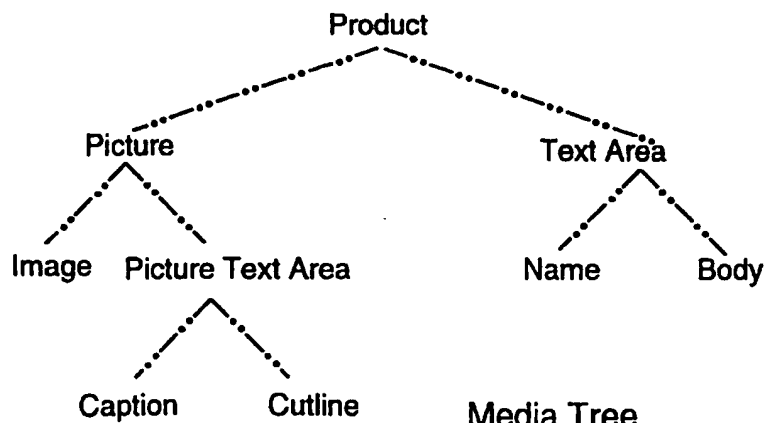 Product
Picture Text Area
Image Picture Text Area Name Body
Caption Cutline
Media Tree